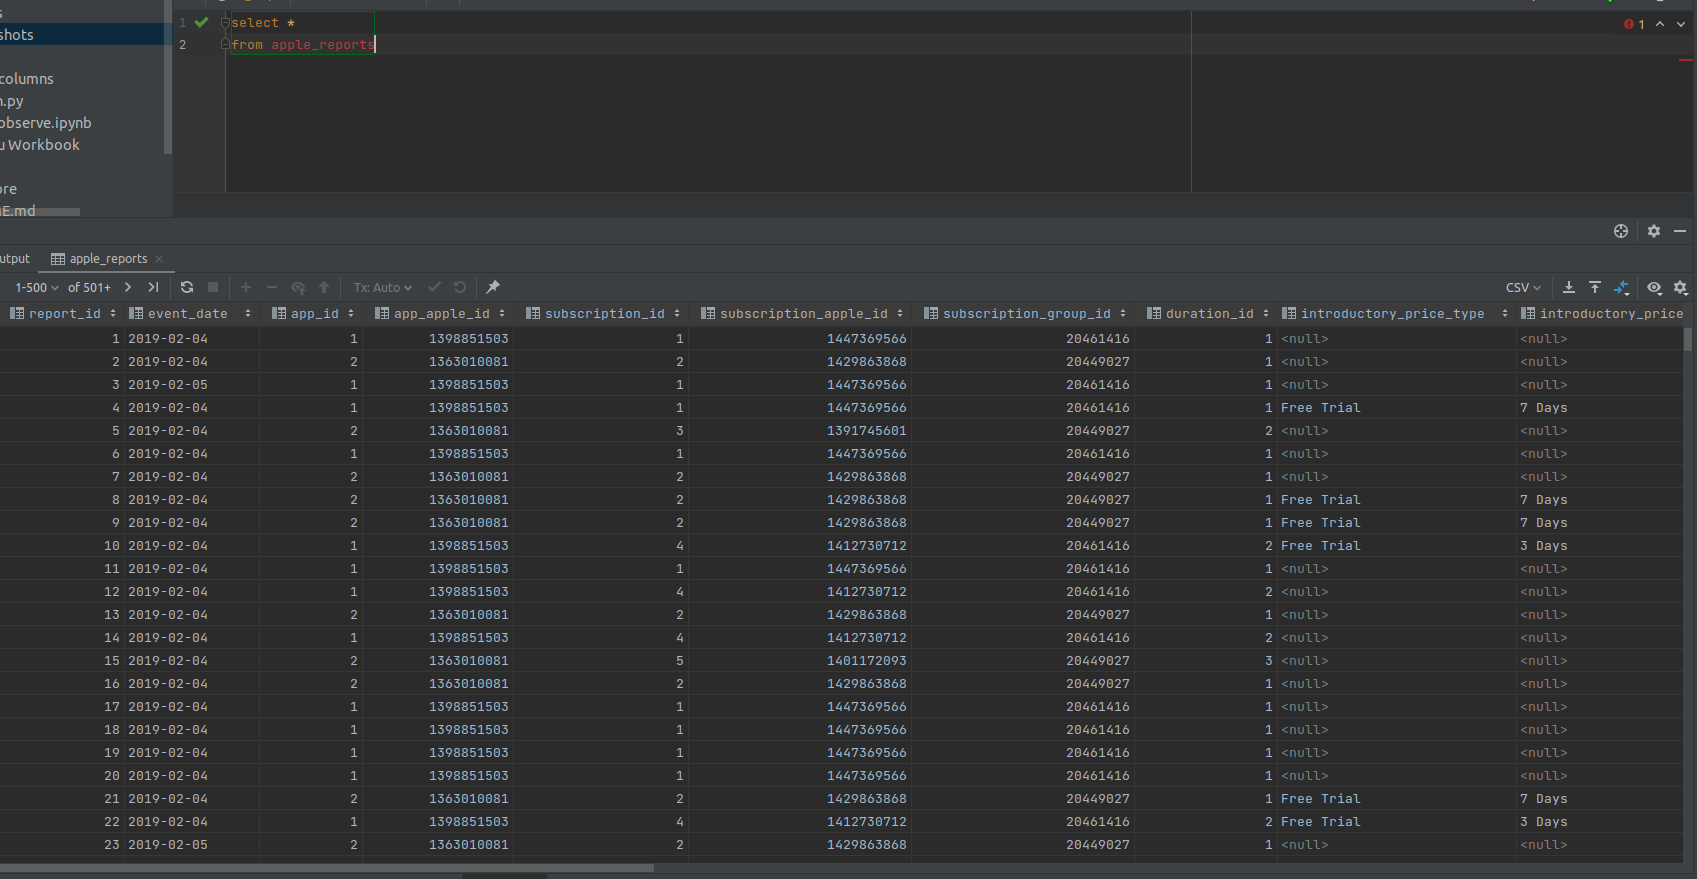 shots
columns
n.py
observe.ipynb
u Workbook
ore
E.md
1 select *
2 from apple_reports
1
utput apple_reports
1-500 of 501+ Tx: Auto CSV
report_id event_date app_id app_apple_id subscription_id subscription_apple_id subscription_group_id duration_id introductory_price_type introductory_price
1 2019-02-04 1 1398851503 1 1447369566 20461416 1 <null> <null>
2 2019-02-04 2 1363010081 2 1429863868 20449027 1 <null> <null>
3 2019-02-05 1 1398851503 1 1447369566 20461416 1 <null> <null>
4 2019-02-04 1 1398851503 1 1447369566 20461416 1 Free Trial 7 Days
5 2019-02-04 2 1363010081 3 1391745601 20449027 2 <null> <null>
6 2019-02-04 1 1398851503 1 1447369566 20461416 1 <null> <null>
7 2019-02-04 2 1363010081 2 1429863868 20449027 1 <null> <null>
8 2019-02-04 2 1363010081 2 1429863868 20449027 1 Free Trial 7 Days
9 2019-02-04 2 1363010081 2 1429863868 20449027 1 Free Trial 7 Days
10 2019-02-04 1 1398851503 4 1412730712 20461416 2 Free Trial 3 Days
11 2019-02-04 1 1398851503 1 1447369566 20461416 1 <null> <null>
12 2019-02-04 1 1398851503 4 1412730712 20461416 2 <null> <null>
13 2019-02-04 2 1363010081 2 1429863868 20449027 1 <null> <null>
14 2019-02-04 1 1398851503 4 1412730712 20461416 2 <null> <null>
15 2019-02-04 2 1363010081 5 1401172093 20449027 3 <null> <null>
16 2019-02-04 2 1363010081 2 1429863868 20449027 1 <null> <null>
17 2019-02-04 1 1398851503 1 1447369566 20461416 1 <null> <null>
18 2019-02-04 1 1398851503 1 1447369566 20461416 1 <null> <null>
19 2019-02-04 1 1398851503 1 1447369566 20461416 1 <null> <null>
20 2019-02-04 1 1398851503 1 1447369566 20461416 1 <null> <null>
21 2019-02-04 2 1363010081 2 1429863868 20449027 1 Free Trial 7 Days
22 2019-02-04 1 1398851503 4 1412730712 20461416 2 Free Trial 3 Days
23 2019-02-05 2 1363010081 2 1429863868 20449027 1 <null> <null>